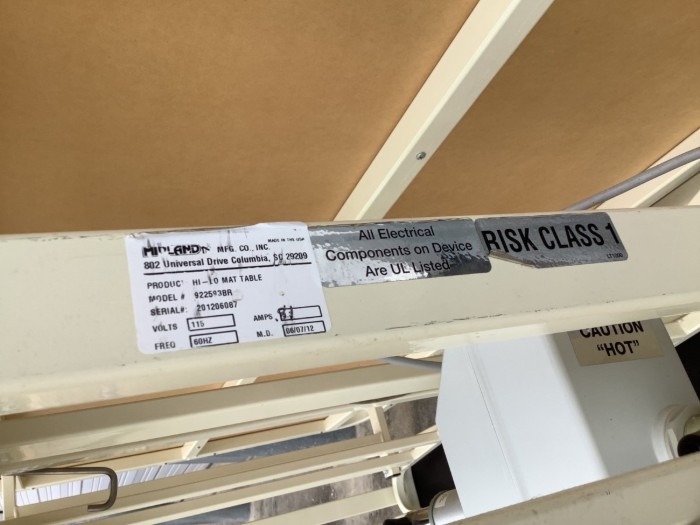 MIDLAND MFG. CO., INC.
MADE IN THE USA
802 Universal Drive Columbia, SC 29209
PRODUCT HI-LO MAT TABLE
MODEL # 922593BR
SERIAL#: 201206087
VOLTS 115 AMPS
FREQ 60HZ M.D. 06/07/12
All Electrical
Components on Device
Are UL Listed
RISK CLASS 1
CAUTION
"HOT"